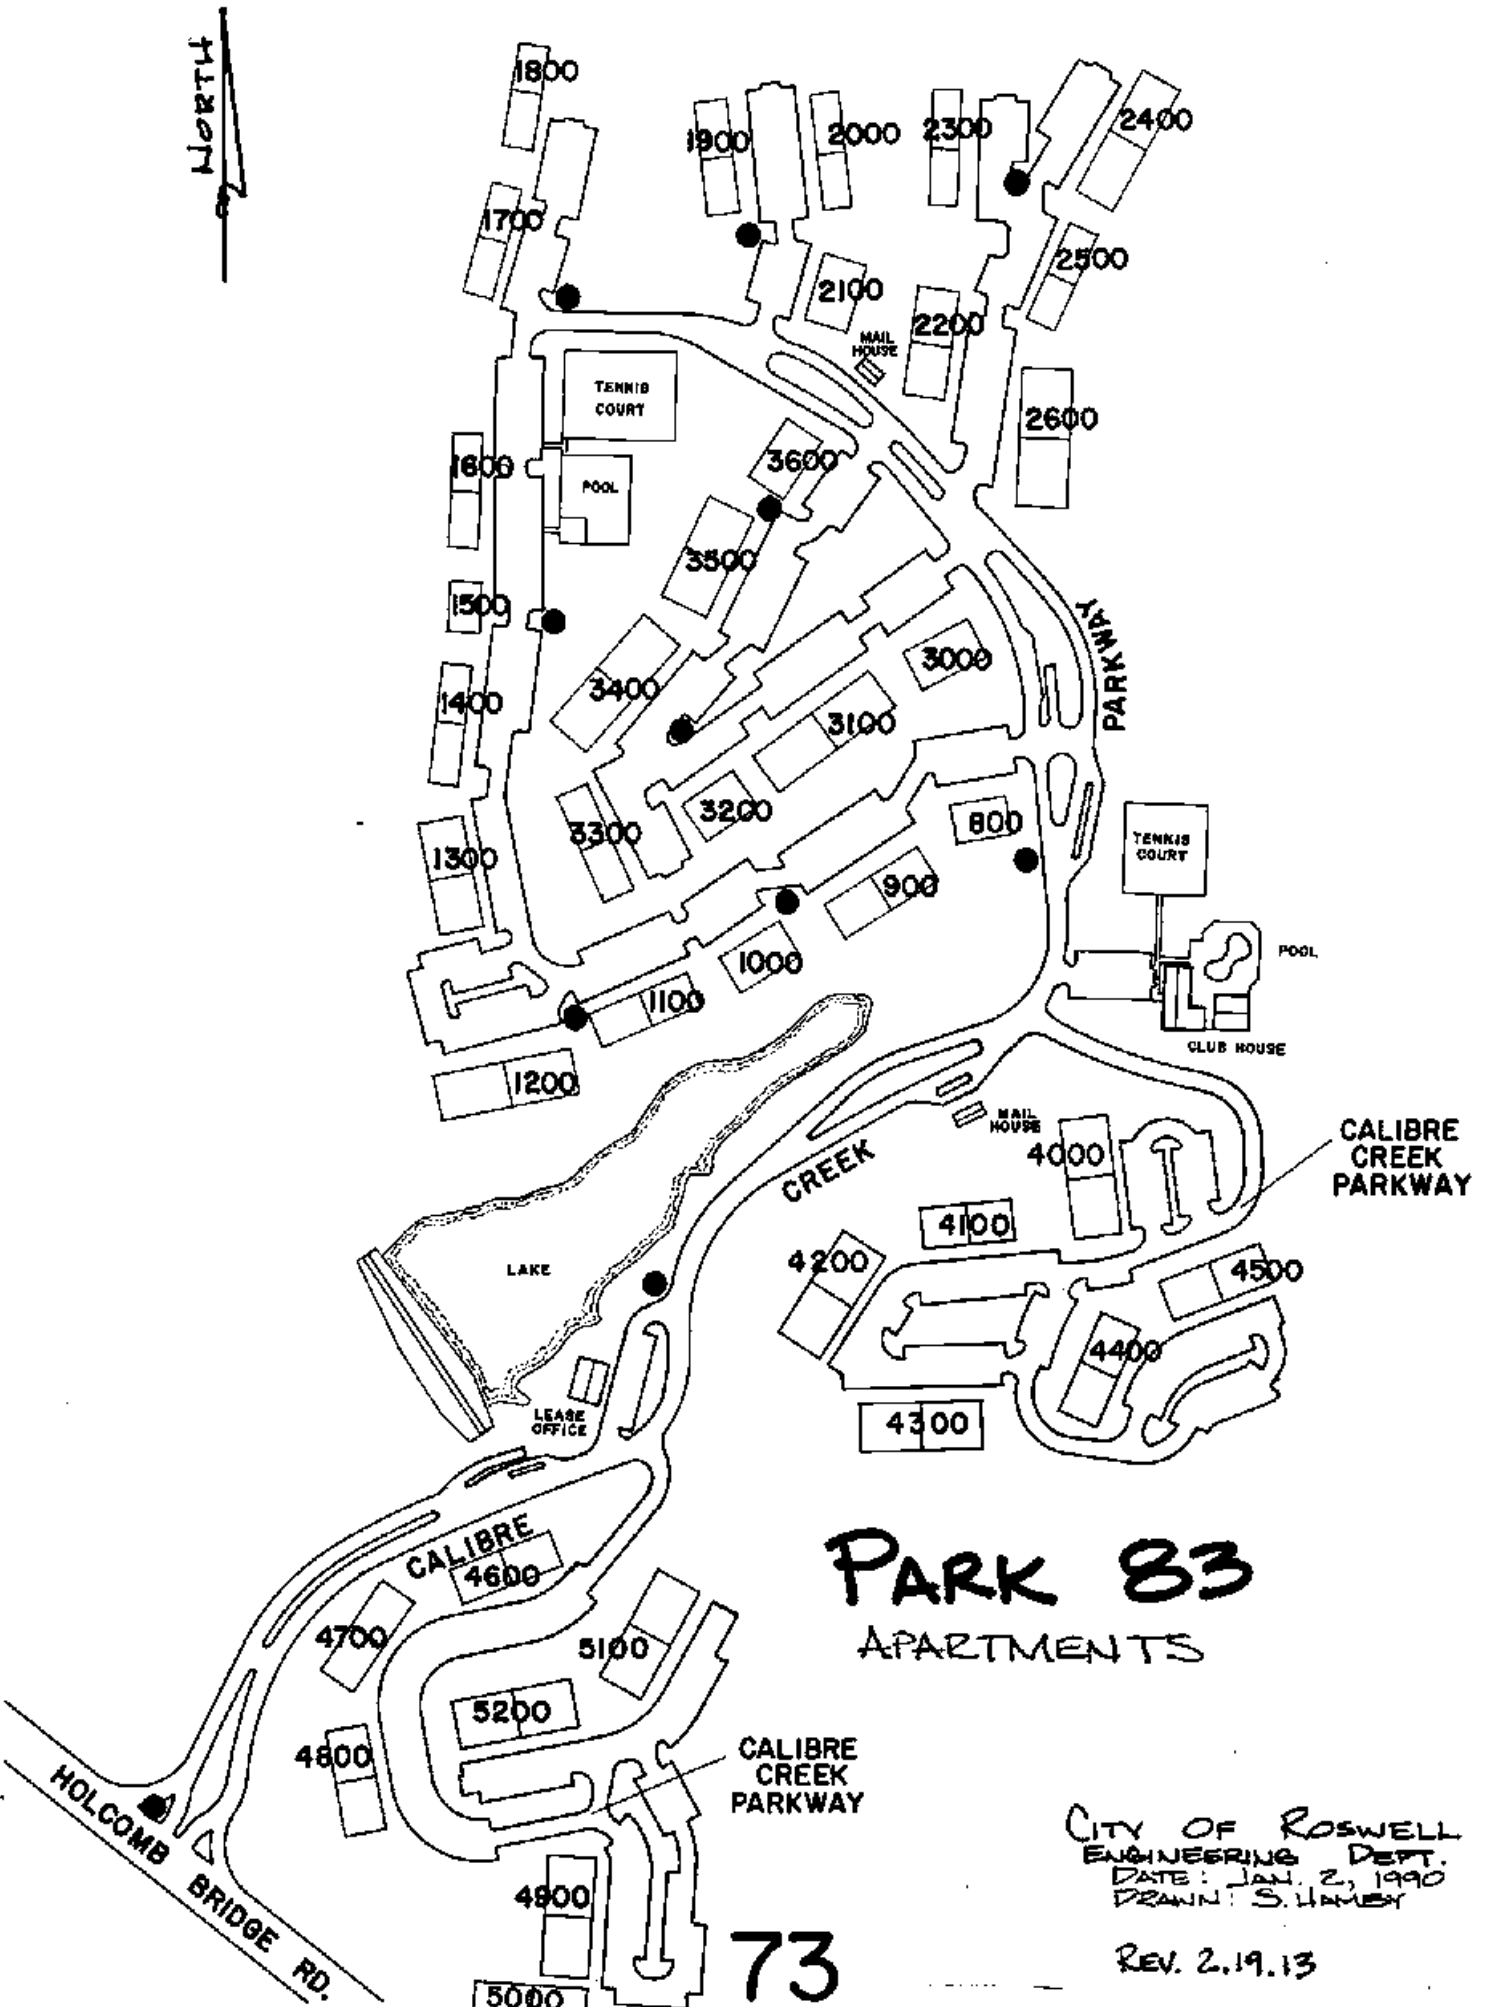 NORTH
1800
1900
2000
2300
2400
1700
2500
2100
2200
MAIL
HOUSE
TENNIS
COURT
2600
3600
1600
POOL
3500
1500
PARKWAY
3000
3400
1400
3100
3200
800
3300
TENNIS
COURT
1300
900
POOL
1000
1100
CLUB HOUSE
1200
MAIL
HOUSE
CALIBRE
CREEK
PARKWAY
4000
CREEK
4100
4200
LAKE
4500
4400
LEASE
OFFICE
4300
CALIBRE
4600
PARK 83
APARTMENTS
4700
5100
5200
4800
CALIBRE
CREEK
PARKWAY
HOLCOMB BRIDGE RD.
CITY OF ROSWELL
ENGINEERING DEPT.
DATE: JAN. 2, 1990
DRAWN: S. HAMBY
4900
73
REV. 2.19.13
5000